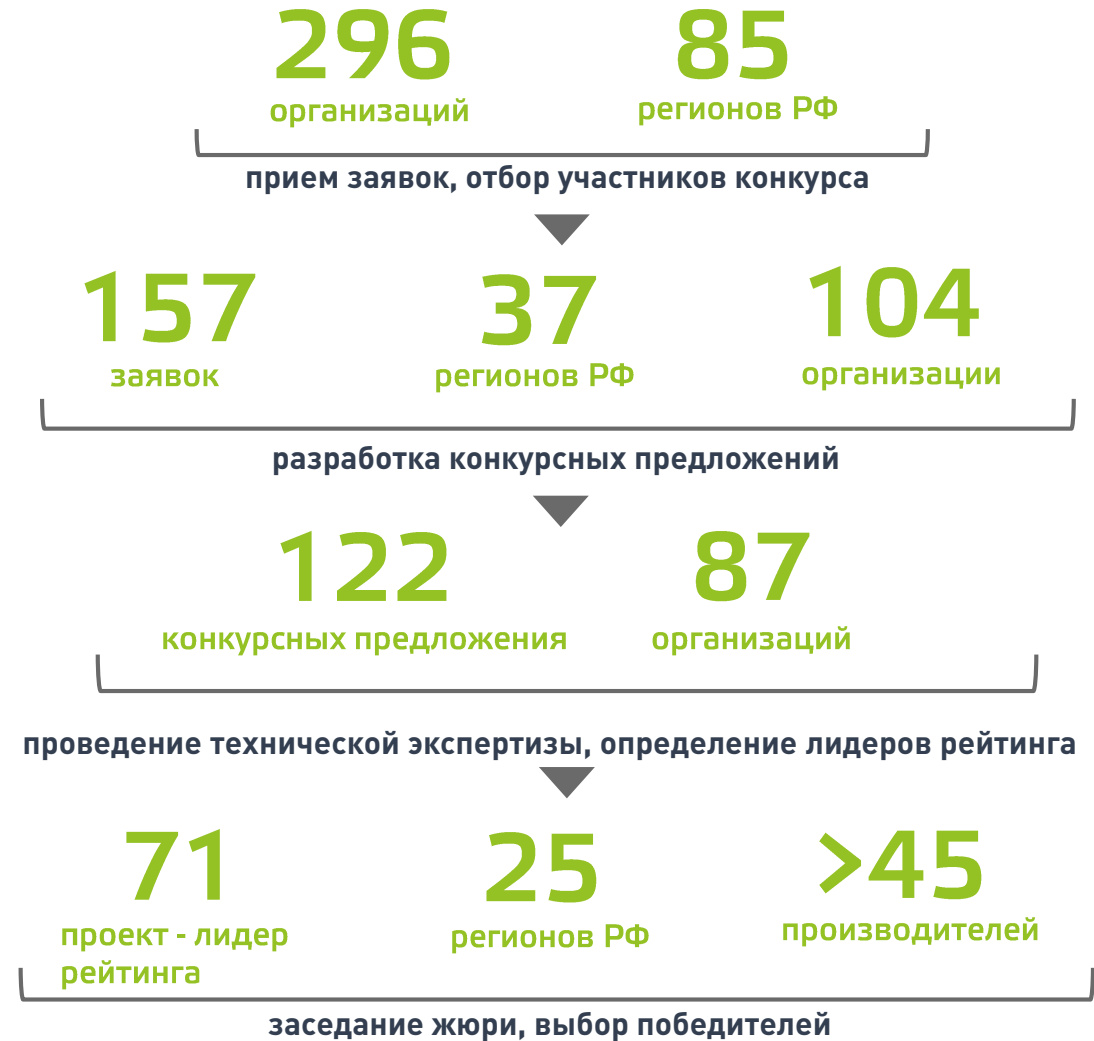 296 85
организаций регионов РФ
прием заявок, отбор участников конкурса
157 37 104
заявок регионов РФ организации
разработка конкурсных предложений
122 87
конкурсных предложения организаций
проведение технической экспертизы, определение лидеров рейтинга
71 25 >45
проект - лидер регионов РФ производителей
рейтинга
заседание жюри, выбор победителей